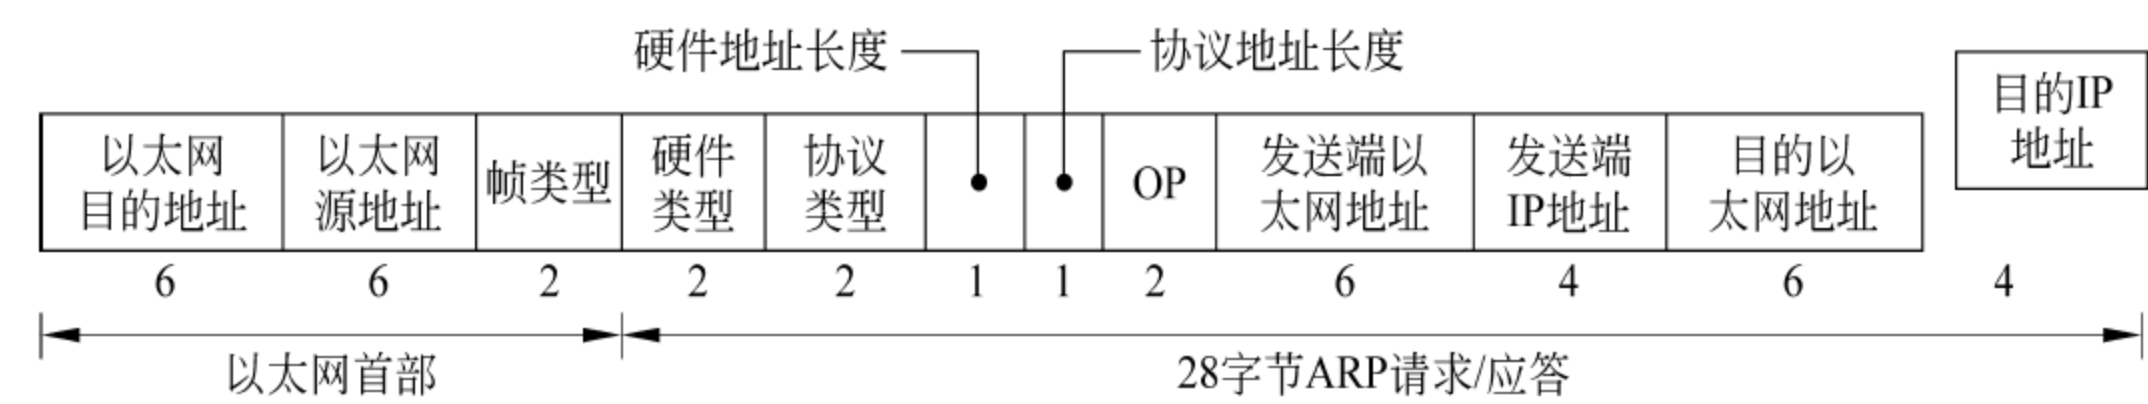 硬件地址长度
协议地址长度
目的IP
地址
以太网
目的地址
以太网
源地址
帧类型
硬件
类型
协议
类型
OP
发送端以
太网地址
发送端
IP地址
目的以
太网地址
6
6
2
2
2
1
1
2
6
4
6
4
以太网首部
28字节ARP请求/应答